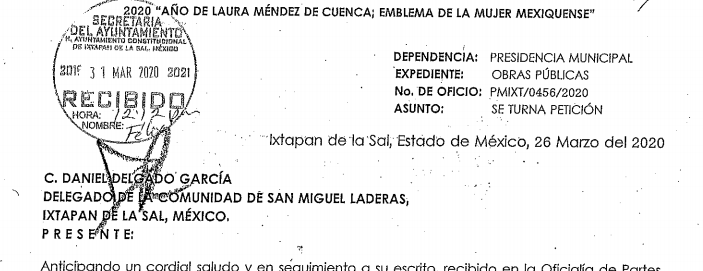 2020 "AÑO DE LAURA MÉNDEZ DE CUENCA; EMBLEMA DE LA MUJER MEXIQUENSE"
SECRETARIA
DEL AYUNTAMIENTO
H. AYUNTAMIENTO CONSTITUCIONAL
DE IXTAPAN DE LA SAL, MÉXICO
2019 31 MAR 2020 2021
RECIBIDO
HORA: 12:12 pm
NOMBRE: Felix
DEPENDENCIA: PRESIDENCIA MUNICIPAL
EXPEDIENTE: OBRAS PÚBLICAS
No. DE OFICIO: PMIXT/0456/2020
ASUNTO: SE TURNA PETICIÓN
Ixtapan de la Sal, Estado de México, 26 Marzo del 2020
C. DANIEL DELGADO GARCÍA
DELEGADO DE LA COMUNIDAD DE SAN MIGUEL LADERAS,
IXTAPAN DE LA SAL, MÉXICO.
P R E S E N T E:
Anticipando un cordial saludo y en seguimiento a su escrito, recibido en la Oficialía de Partes